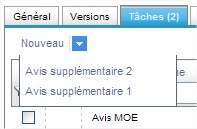 Général Versions Tâches (2)
Nouveau
Avis supplémentaire 2
Avis supplémentaire 1
Avis MOE